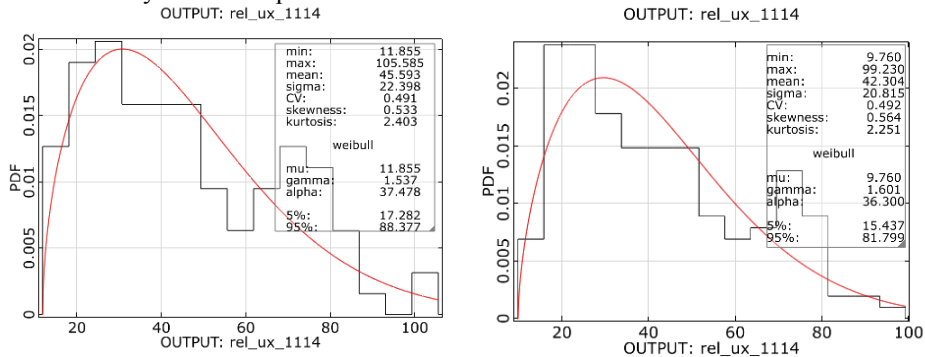 OUTPUT: rel_ux_1114
PDF
0.02
0.015
0.01
0.005
0
min: 11.855
max: 105.585
mean: 45.593
sigma: 22.398
CV: 0.491
skewness: 0.533
kurtosis: 2.403
weibull
mu: 11.855
gamma: 1.537
alpha: 37.478
5%: 17.282
95%: 88.377
20 40 60 80 100
OUTPUT: rel_ux_1114
OUTPUT: rel_ux_1114
PDF
0.02
0.015
0.01
0.005
0
min: 9.760
max: 99.230
mean: 42.304
sigma: 20.815
CV: 0.492
skewness: 0.564
kurtosis: 2.251
weibull
mu: 9.760
gamma: 1.601
alpha: 36.300
5%: 15.437
95%: 81.799
20 40 60 80 100
OUTPUT: rel_ux_1114